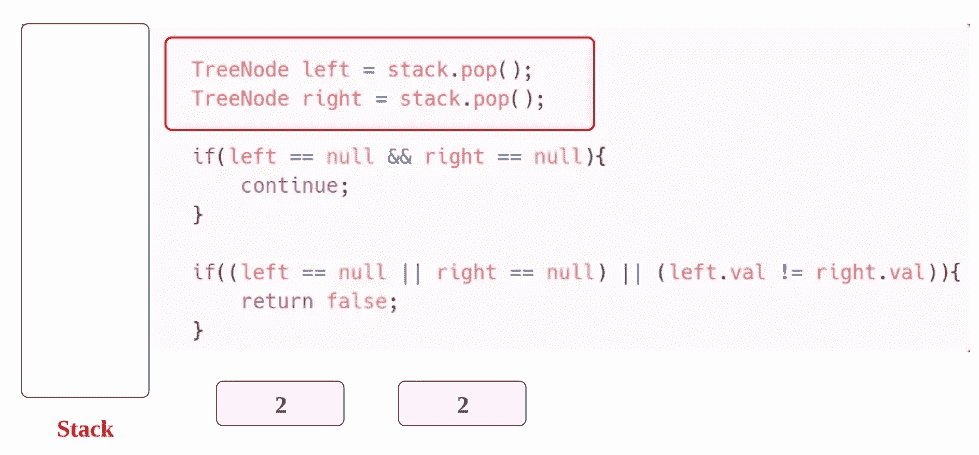 TreeNode left = stack.pop();
TreeNode right = stack.pop();
if(left == null && right == null){
    continue;
}
if((left == null || right == null) || (left.val != right.val)){
    return false;
}
2 2
Stack